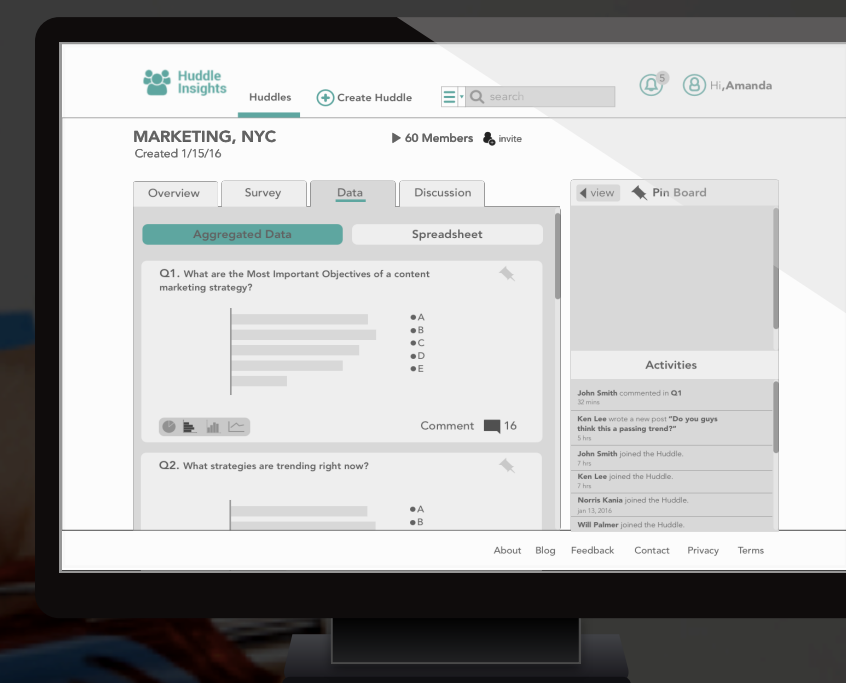 Huddle
Insights
Huddles
Create Huddle
search
5
Hi,Amanda
MARKETING, NYC
Created 1/15/16
60 Members
invite
Overview
Survey
Data
Discussion
view
Pin Board
Aggregated Data
Spreadsheet
Q1. What are the Most Important Objectives of a content
marketing strategy?
A
B
C
D
E
Comment
16
Q2. What strategies are trending right now?
A
B
Activities
John Smith commented in Q1
32 mins
Ken Lee wrote a new post "Do you guys
think this a passing trend?"
5 hrs
John Smith joined the Huddle.
7 hrs
Ken Lee joined the Huddle.
7 hrs
Norris Kania joined the Huddle.
jan 13, 2016
Will Palmer joined the Huddle.
About
Blog
Feedback
Contact
Privacy
Terms